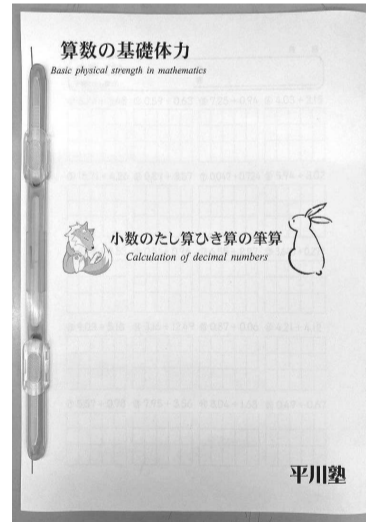 算数の基礎体力
Basic physical strength in mathematics
小数のたし算ひき算の筆算
Calculation of decimal numbers
平川塾